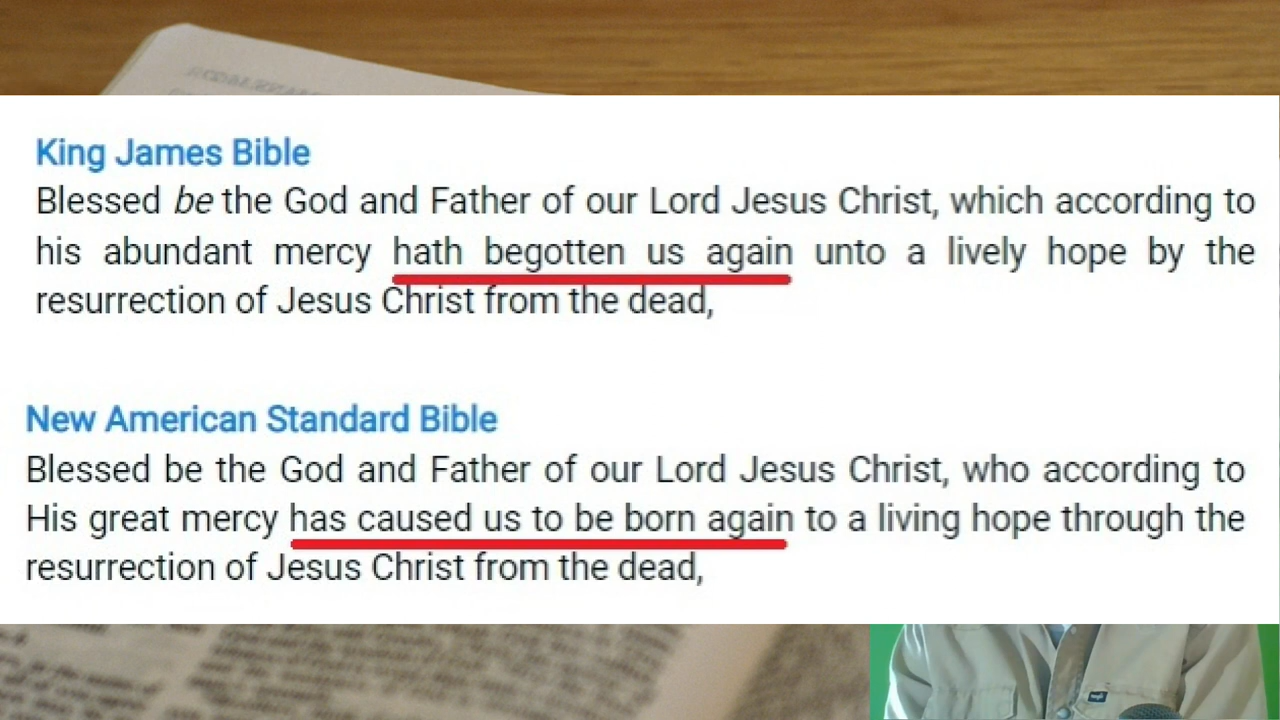 King James Bible
Blessed be the God and Father of our Lord Jesus Christ, which according to
his abundant mercy hath begotten us again unto a lively hope by the
resurrection of Jesus Christ from the dead,
New American Standard Bible
Blessed be the God and Father of our Lord Jesus Christ, who according to
His great mercy has caused us to be born again to a living hope through the
resurrection of Jesus Christ from the dead,